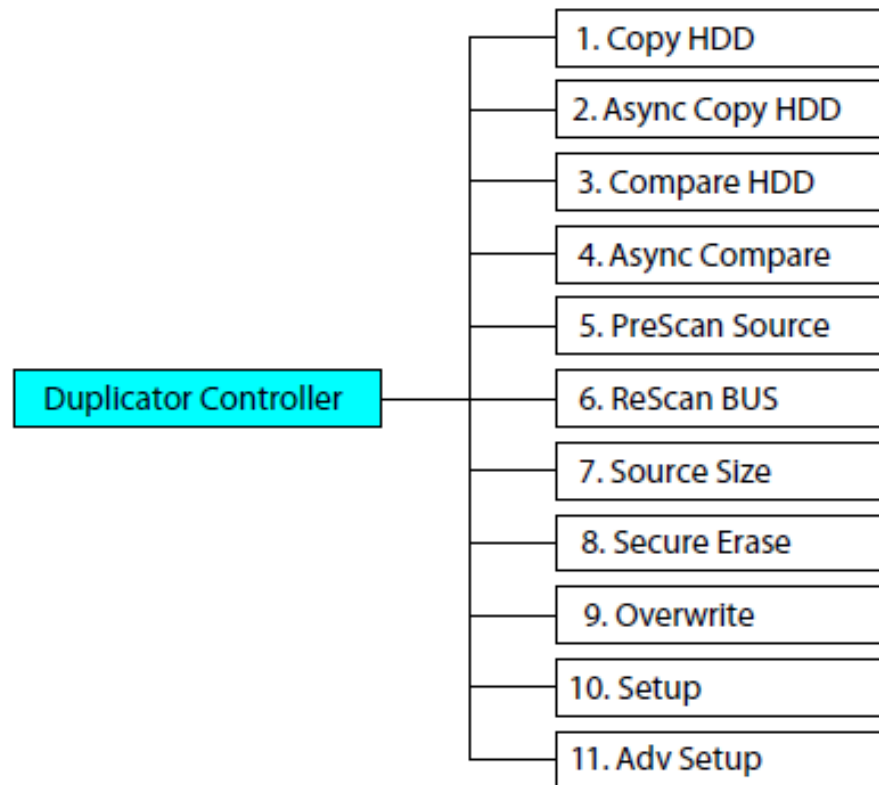 Duplicator Controller
1. Copy HDD
2. Async Copy HDD
3. Compare HDD
4. Async Compare
5. PreScan Source
6. ReScan BUS
7. Source Size
8. Secure Erase
9. Overwrite
10. Setup
11. Adv Setup